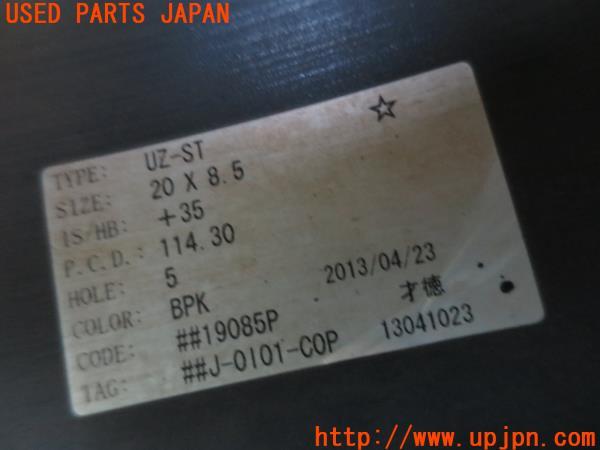 USED PARTS JAPAN
☆
TYPE: UZ-ST
SIZE: 20 X 8.5
IS/HB: +35
P.C.D.: 114.30
HOLE: 5
COLOR: BPK 2013/04/23
CODE: ##19085P 才穂
TAG: ##J-0101-COP 13041023
http://www.upjpn.com/